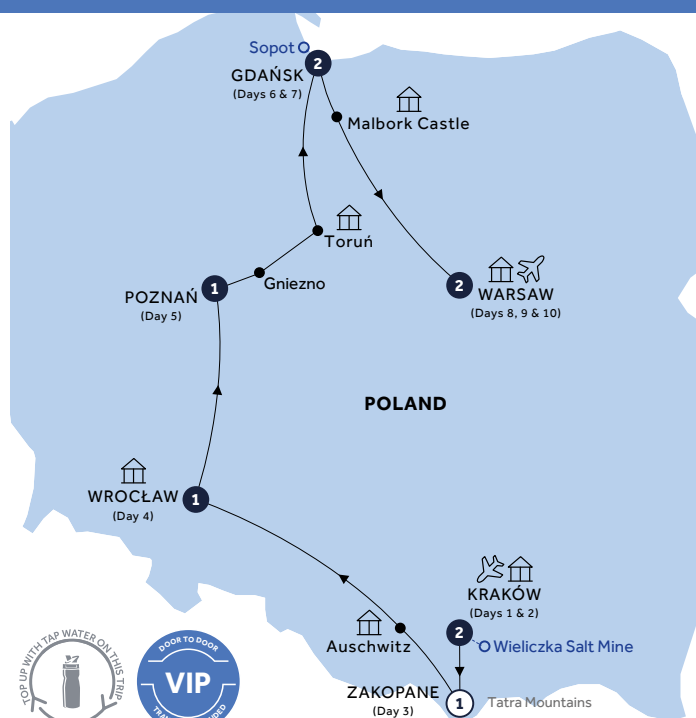 Sopot
2
GDAŃSK
(Days 6 & 7)
Malbork Castle
Toruń
Gniezno
1
POZNAŃ
(Day 5)
2
WARSAW
(Days 8, 9 & 10)
POLAND
WROCŁAW
1
(Day 4)
KRAKÓW
(Days 1 & 2)
2
Wieliczka Salt Mine
Auschwitz
ZAKOPANE
1
Tatra Mountains
(Day 3)
TOP UP WITH TAP WATER ON THIS TRIP
DOOR TO DOOR
VIP